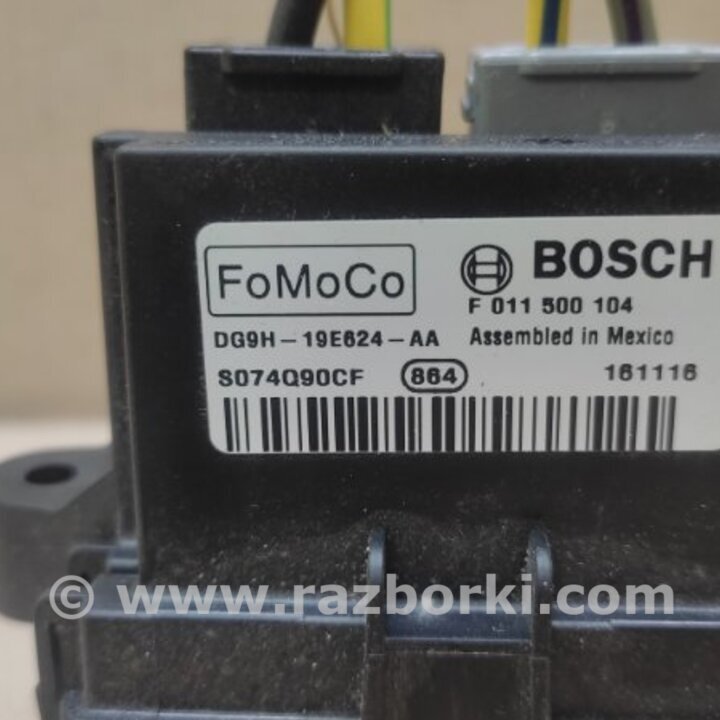 FoMoCo
BOSCH
F 011 500 104
DG9H-19E624-AA Assembled in Mexico
S074Q90CF 864 161116
© www.razborki.com